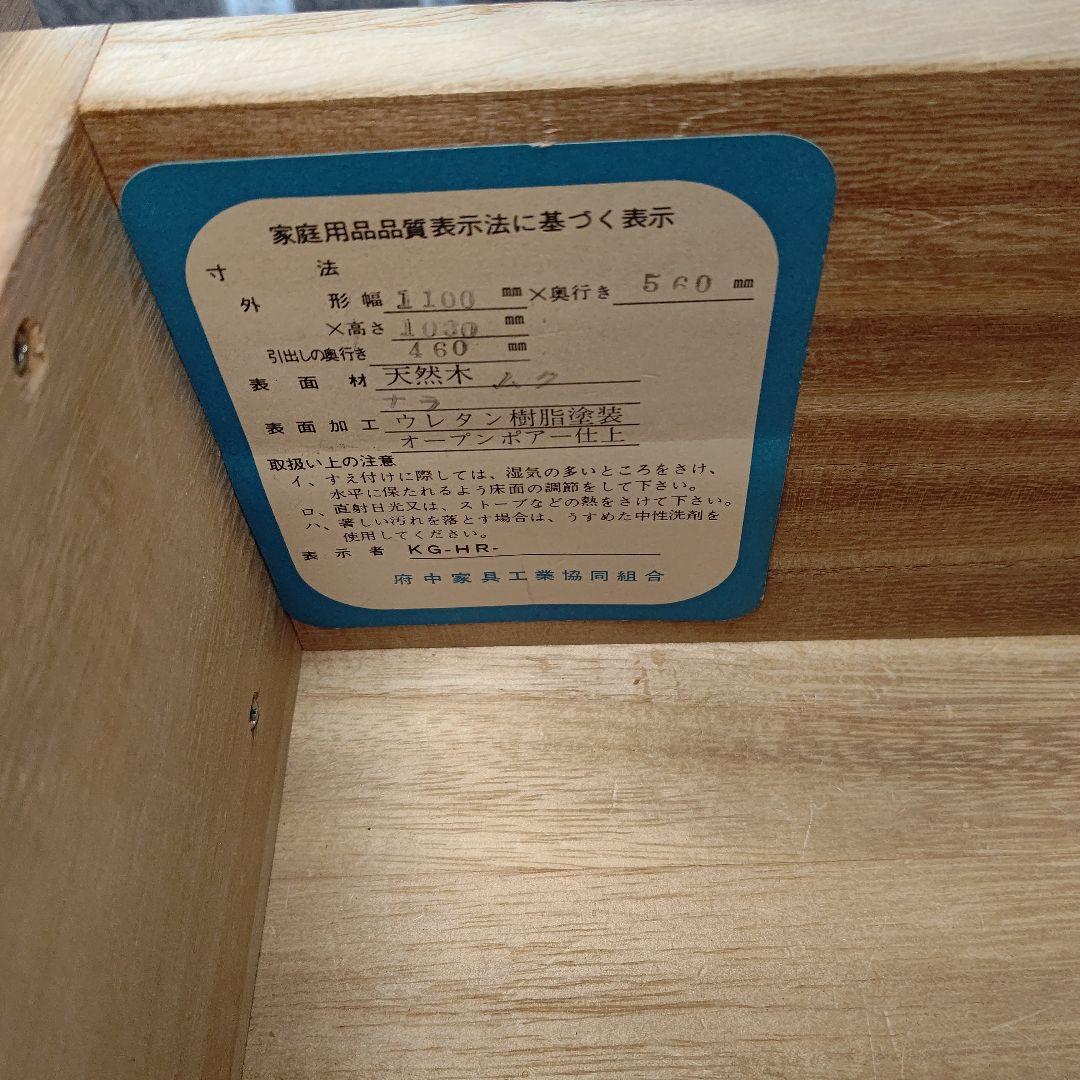 家庭用品品質表示法に基づく表示
寸法
外形幅 1100 mm×奥行き 560 mm
×高さ 1030 mm
引出しの奥行き 460 mm
表面材 天然木 ムク
ナラ
表面加工 ウレタン樹脂塗装
オープンポアー仕上
取扱い上の注意
イ、すえ付けに際しては、湿気の多いところをさけ、
水平に保たれるよう床面の調節をして下さい。
ロ、直射日光又は、ストーブなどの熱をさけて下さい。
ハ、著しい汚れを落とす場合は、うすめた中性洗剤を
使用してください。
表示者 KG-HR-
府中家具工業協同組合